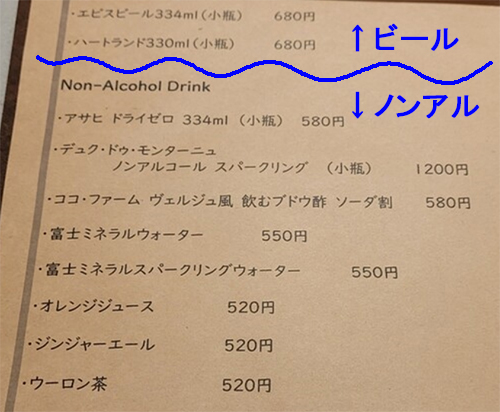 ・エビスビール334ml(小瓶) 680円
↑ビール
・ハートランド330ml(小瓶) 680円
Non-Alcohol Drink
↓ノンアル
・アサヒ ドライゼロ 334ml (小瓶) 580円
・デュク・ドゥ・モンターニュ
ノンアルコール スパークリング (小瓶) 1200円
・ココ・ファーム ヴェルジュ風 飲むブドウ酢 ソーダ割 580円
・富士ミネラルウォーター 550円
・富士ミネラルスパークリングウォーター 550円
・オレンジジュース 520円
・ジンジャーエール 520円
・ウーロン茶 520円